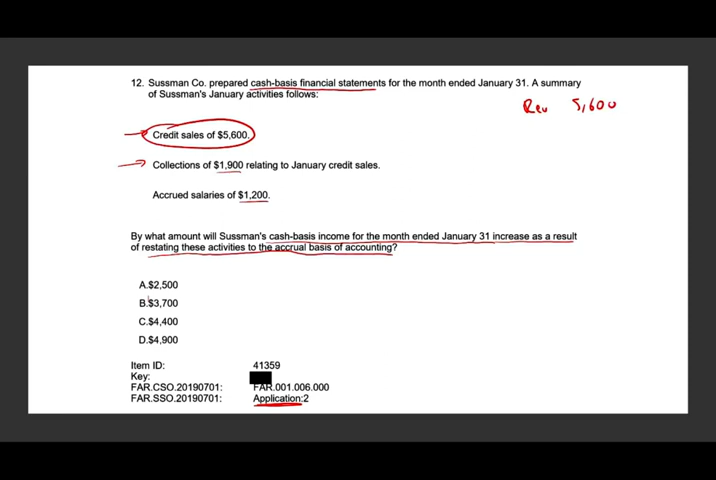 12. Sussman Co. prepared cash-basis financial statements for the month ended January 31. A summary
of Sussman's January activities follows:
Rev 5,600
Credit sales of $5,600.
Collections of $1,900 relating to January credit sales.
Accrued salaries of $1,200.
By what amount will Sussman's cash-basis income for the month ended January 31 increase as a result
of restating these activities to the accrual basis of accounting?
A.$2,500
B.$3,700
C.$4,400
D.$4,900
Item ID: 41359
Key:
FAR.CSO.20190701: FAR.001.006.000
FAR.SSO.20190701: Application:2